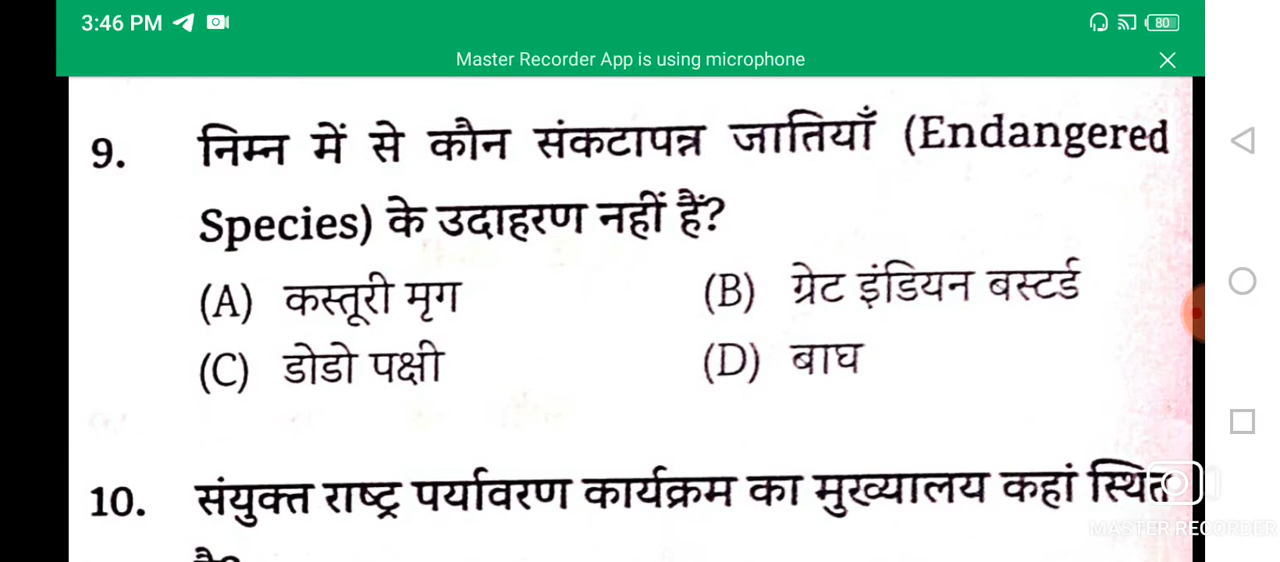 3:46 PM
80
Master Recorder App is using microphone
9. निम्न में से कौन संकटापन्न जातियाँ (Endangered
Species) के उदाहरण नहीं हैं?
(A) कस्तूरी मृग (B) ग्रेट इंडियन बस्टर्ड
(C) डोडो पक्षी (D) बाघ
10. संयुक्त राष्ट्र पर्यावरण कार्यक्रम का मुख्यालय कहां स्थित
MASTER RECORDER